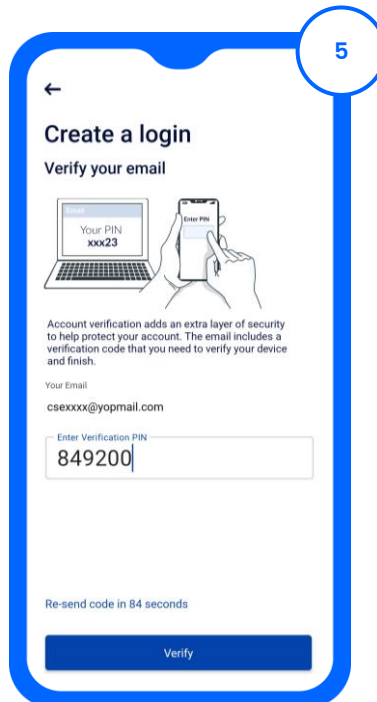 5
Create a login
Verify your email
Email
Your PIN
xxx23
Enter PIN
Account verification adds an extra layer of security
to help protect your account. The email includes a
verification code that you need to verify your device
and finish.
Your Email
csexxxx@yopmail.com
Enter Verification PIN
849200
Re-send code in 84 seconds
Verify